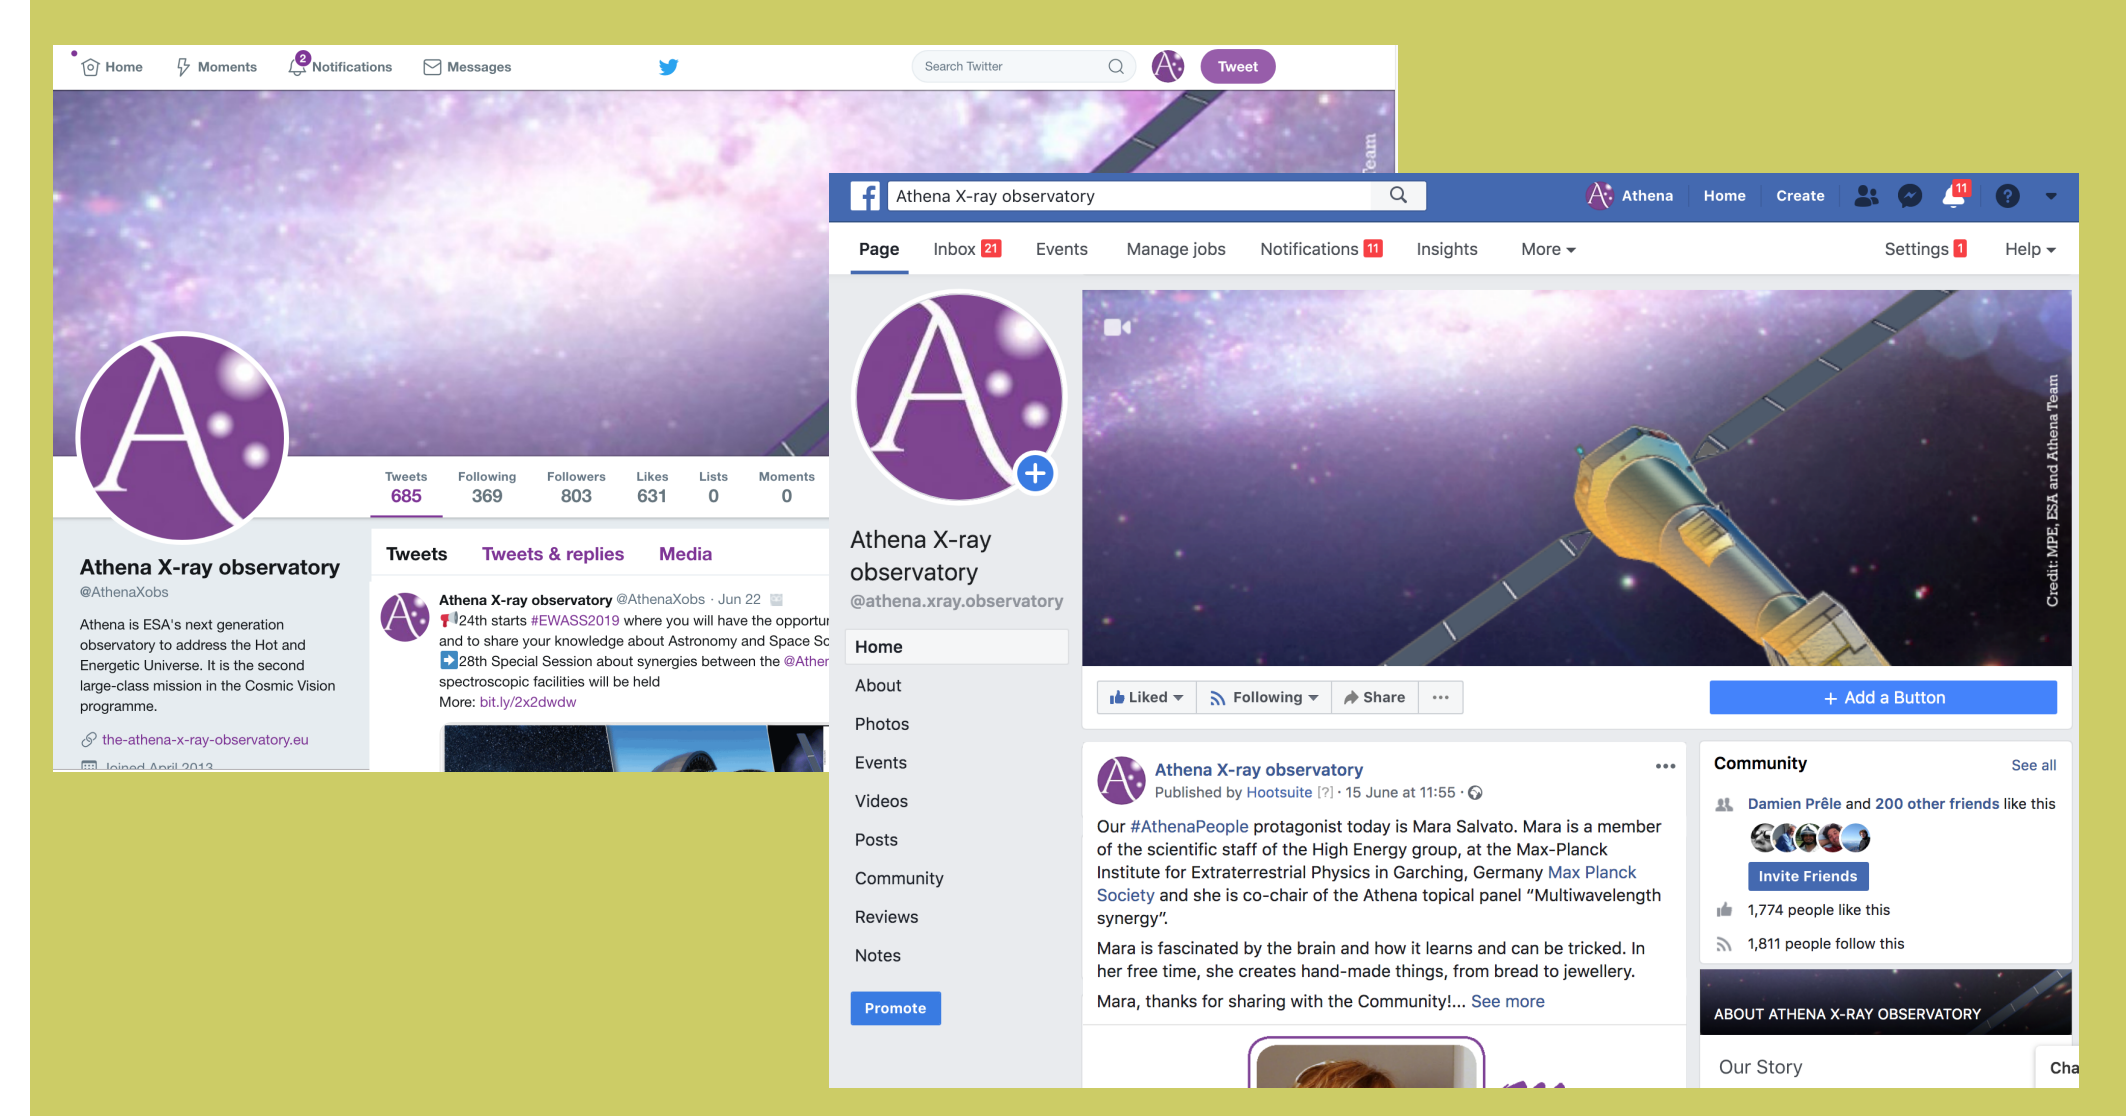 Home Moments 2 Notifications Messages Search Twitter Tweet
Team
Tweets Following Followers Likes Lists Moments
685 369 803 631 0 0
Athena X-ray observatory
@AthenaXobs
Athena is ESA's next generation
observatory to address the Hot and
Energetic Universe. It is the second
large-class mission in the Cosmic Vision
programme.
the-athena-x-ray-observatory.eu
Joined April 2013
Tweets Tweets & replies Media
Athena X-ray observatory @AthenaXobs · Jun 22
24th starts #EWASS2019 where you will have the
and to share your knowledge about Astronomy and Space
28th Special Session about synergies between the
spectroscopic facilities will be held
More: bit.ly/2x2dwdw
Athena X-ray observatory Athena Home Create 11
Page Inbox 21 Events Manage jobs Notifications 11 Insights More Settings 1 Help
Athena X-ray
observatory
@athena.xray.observatory
Home
About
Photos
Events
Videos
Posts
Community
Reviews
Notes
Promote
Credit: MPE, ESA and Athena Team
Liked Following Share ... + Add a Button
Athena X-ray observatory ...
Published by Hootsuite [?] · 15 June at 11:55 ·
Our #AthenaPeople protagonist today is Mara Salvato. Mara is a member
of the scientific staff of the High Energy group, at the Max-Planck
Institute for Extraterrestrial Physics in Garching, Germany Max Planck
Society and she is co-chair of the Athena topical panel “Multiwavelength
synergy”.
Mara is fascinated by the brain and how it learns and can be tricked. In
her free time, she creates hand-made things, from bread to jewellery.
Mara, thanks for sharing with the Community!... See more
Community See all
Damien Prêle and 200 other friends like this
Invite Friends
1,774 people like this
1,811 people follow this
ABOUT ATHENA X-RAY OBSERVATORY
Our Story
Cha